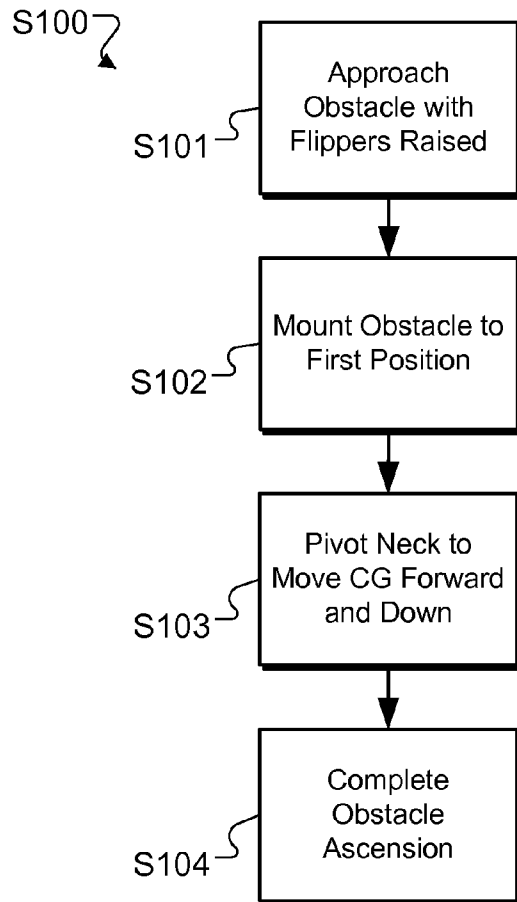 S100
Approach
Obstacle with
Flippers Raised
S101
Mount Obstacle to
First Position
S102
Pivot Neck to
Move CG Forward
and Down
S103
Complete
Obstacle
Ascension
S104